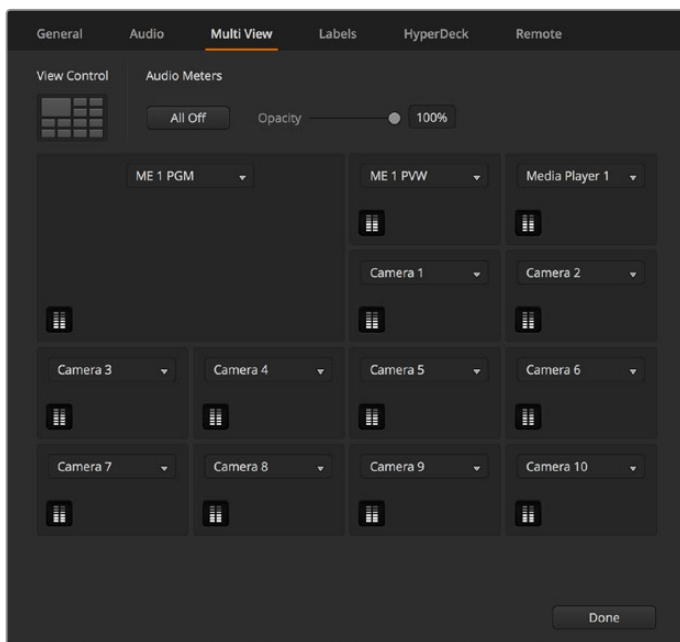 General Audio Multi View Labels HyperDeck Remote
View Control Audio Meters
All Off Opacity 100%
ME 1 PGM ME 1 PVW Media Player 1
Camera 1 Camera 2
Camera 3 Camera 4 Camera 5 Camera 6
Camera 7 Camera 8 Camera 9 Camera 10
Done